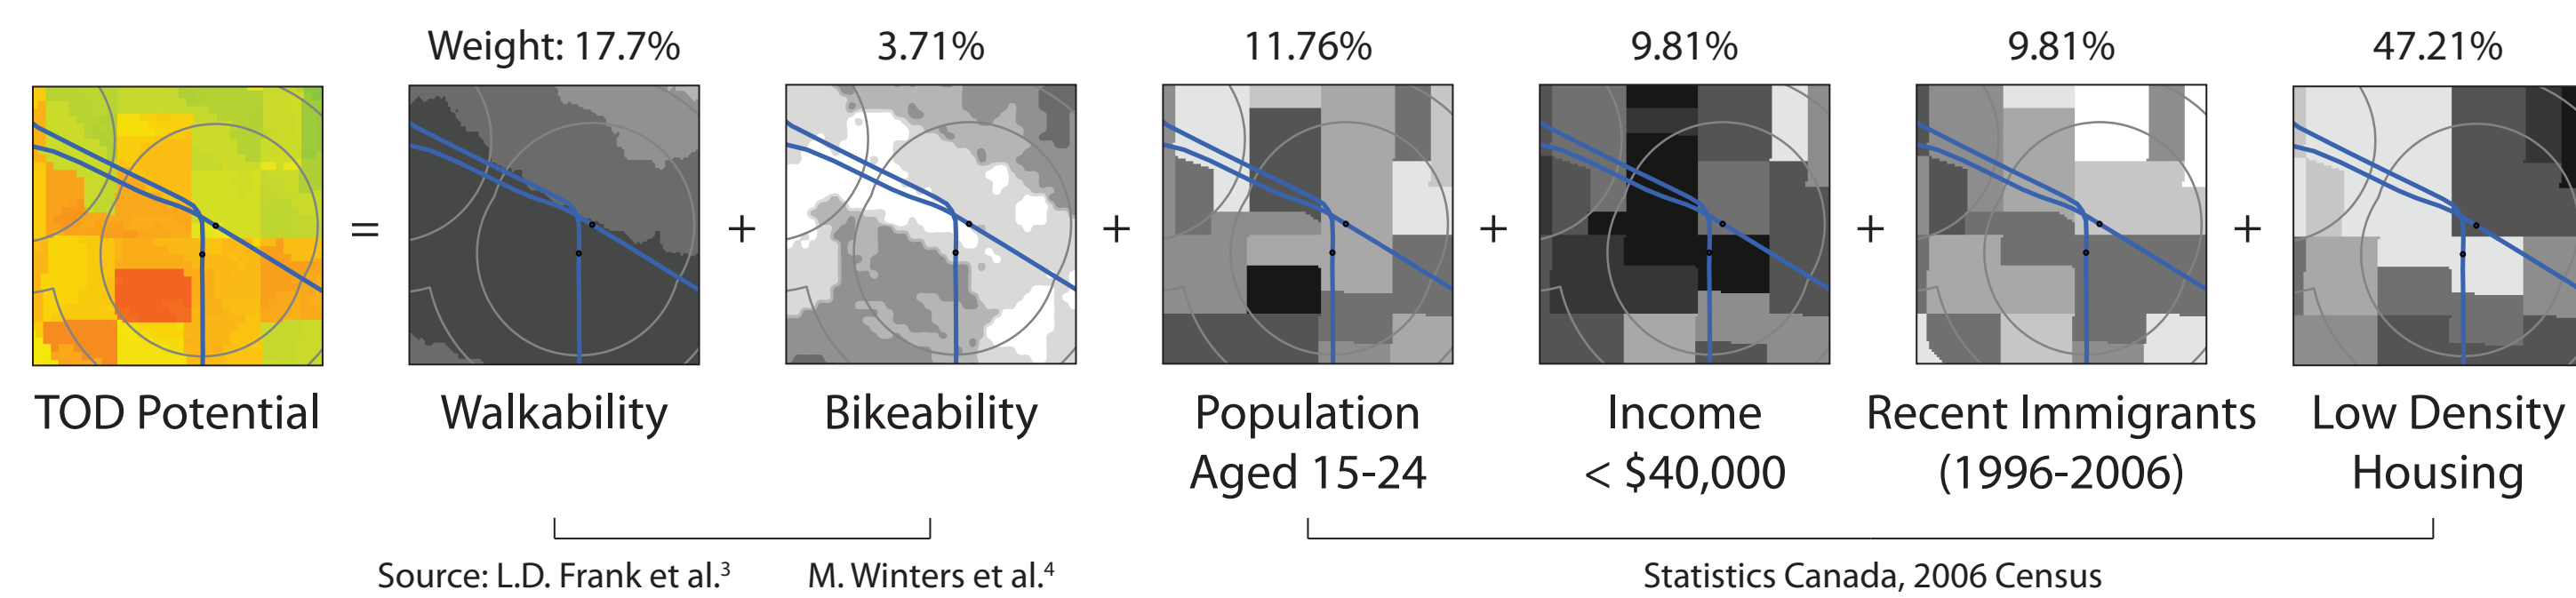 Weight: 17.7%
3.71%
11.76%
9.81%
9.81%
47.21%
=
+
+
+
+
+
TOD Potential
Walkability
Bikeability
Population
Aged 15-24
Income
< $40,000
Recent Immigrants
(1996-2006)
Low Density
Housing
Source: L.D. Frank et al.³
M. Winters et al.⁴
Statistics Canada, 2006 Census